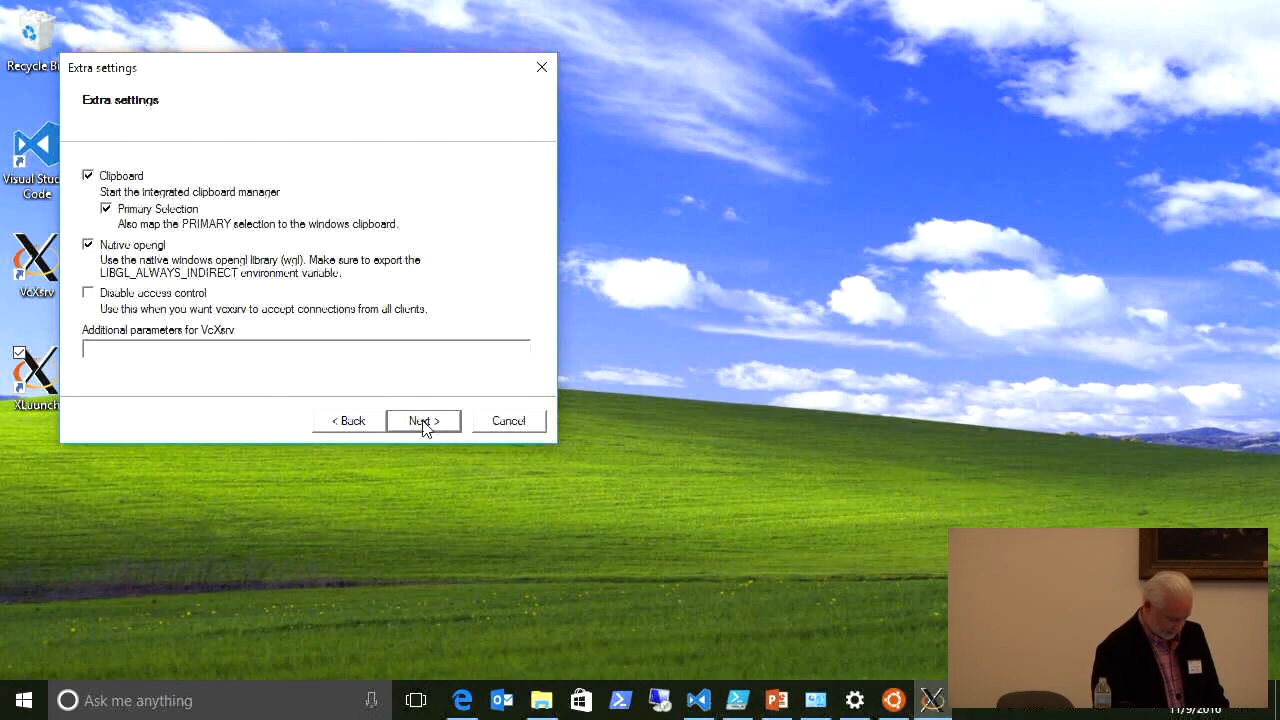 Recycle Bi
Visual Stud
Code
VcXsrv
XLaunch
Extra settings
Extra settings
Clipboard
Start the integrated clipboard manager
Primary Selection
Also map the PRIMARY selection to the windows clipboard.
Native opengl
Use the native windows opengl library (wgl). Make sure to export the
LIBGL_ALWAYS_INDIRECT environment variable.
Disable access control
Use this when you want vcxsrv to accept connections from all clients.
Additional parameters for VcXsrv
< Back
Next >
Cancel
Ask me anything
11/9/2016